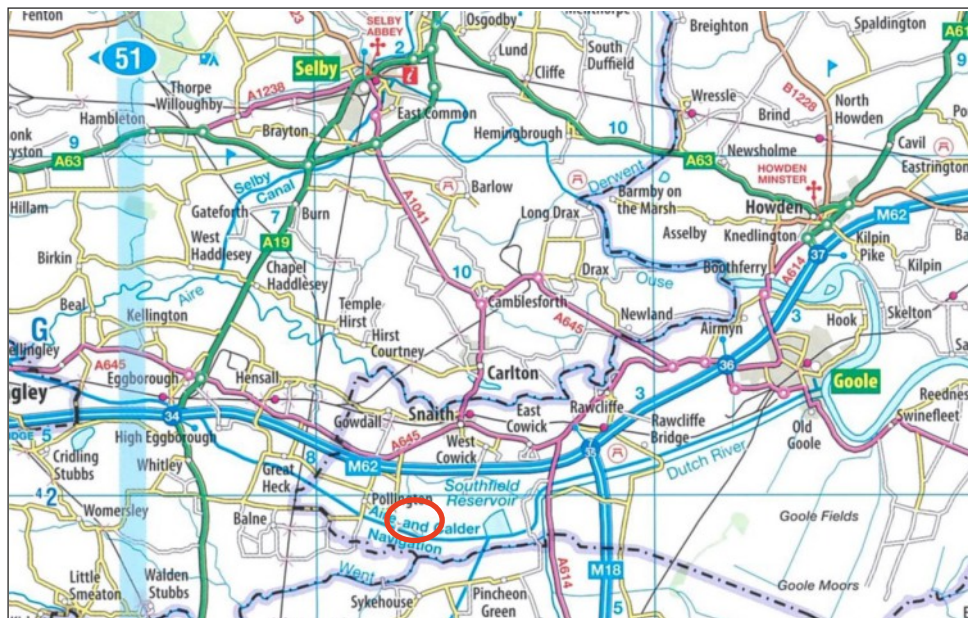 Fenton
SELBY
ABBEY
2
Osgodby
Breighton
Spaldington
51
Selby
Lund
South
Duffield
9
Thorpe
Willoughby
A1238
i
Cliffe
Wressle
B1228
North
Howden
Hambleton
East Common
Brind
9
Brayton
Hemingbrough
10
Newsholme
Cavil
A63
A63
Eastrington
Selby
Canal
Derwent
HOWDEN
MINSTER
Hillam
Barlow
Barmby on
the Marsh
Gateforth
7
Burn
A1041
Long Drax
Howden
M62
West
Haddlesey
A19
Asselby
Knedlington
Birkin
Chapel
Haddlesey
10
Drax
Boothferry
37
Kilpin
Pike
Aire
Ouse
A614
Kilpin
Beal
Temple
Hirst
Camblesforth
Newland
3
Skelton
G
Kellington
Hirst
Courtney
A645
Airmyn
Hook
A645
Eggborough
Hensall
Carlton
36
Goole
Gowdall
Snaith
East
Cowick
Rawcliffe
3
Reedness
34
Swinefleet
5
High Eggborough
A645
West
Cowick
Rawcliffe
Bridge
Old
Goole
Cridling
Stubbs
Whitley
Great
Heck
8
M62
Dutch River
Southfield
Reservoir
42
Womersley
Pollington
Balne
Aire and Calder
Navigation
Goole Fields
Little
Smeaton
Walden
Stubbs
Went
A614
M18
Goole Moors
Sykehouse
Pincheon
Green
5